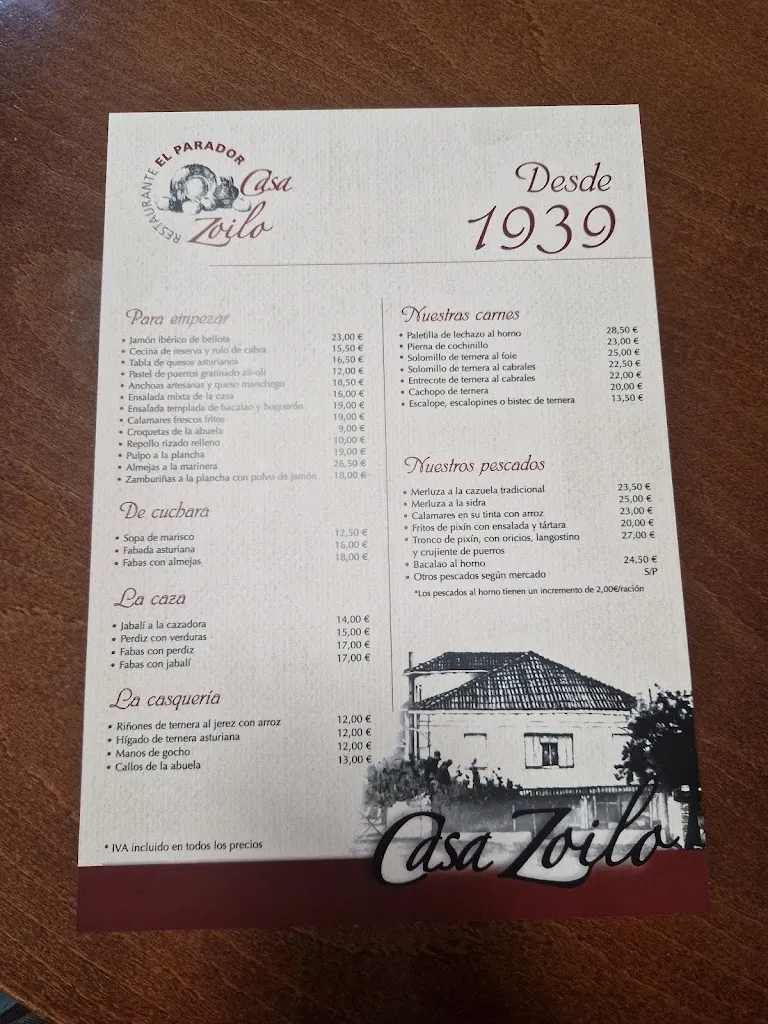 RESTAURANTE EL PARADOR
Casa
Zoilo
Desde
1939
Para empezar
• Jamón ibérico de bellota 23,00 €
• Cecina de reserva y rulo de cabra 15,50 €
• Tabla de quesos asturianos 16,50 €
• Pastel de puerros gratinado ali-oli 12,00 €
• Anchoas artesanas y queso manchego 18,50 €
• Ensalada mixta de la casa 16,00 €
• Ensalada templada de bacalao y boquerón 19,00 €
• Calamares frescos fritos 19,00 €
• Croquetas de la abuela 9,00 €
• Repollo rizado relleno 10,00 €
• Pulpo a la plancha 19,00 €
• Almejas a la marinera 26,50 €
• Zamburiñas a la plancha con polvo de jamón 18,00 €
De cuchara
• Sopa de marisco 12,50 €
• Fabada asturiana 16,00 €
• Fabas con almejas 18,00 €
La caza
• Jabalí a la cazadora 14,00 €
• Perdiz con verduras 15,00 €
• Fabas con perdiz 17,00 €
• Fabas con jabalí 17,00 €
La casquería
• Riñones de ternera al jerez con arroz 12,00 €
• Hígado de ternera asturiana 12,00 €
• Manos de gocho 12,00 €
• Callos de la abuela 13,00 €
* IVA incluido en todos los precios
Nuestras carnes
• Paletilla de lechazo al horno 28,50 €
• Pierna de cochinillo 23,00 €
• Solomillo de ternera al foie 25,00 €
• Solomillo de ternera al cabrales 22,50 €
• Entrecote de ternera al cabrales 22,00 €
• Cachopo de ternera 20,00 €
• Escalope, escalopines o bistec de ternera 13,50 €
Nuestros pescados
• Merluza a la cazuela tradicional 23,50 €
• Merluza a la sidra 25,00 €
• Calamares en su tinta con arroz 23,00 €
• Fritos de pixín con ensalada y tártara 20,00 €
• Tronco de pixín, con oricios, langostino 27,00 €
y crujiente de puerros
• Bacalao al horno 24,50 €
• Otros pescados según mercado S/P
*Los pescados al horno tienen un incremento de 2,00€/ración
Casa Zoilo